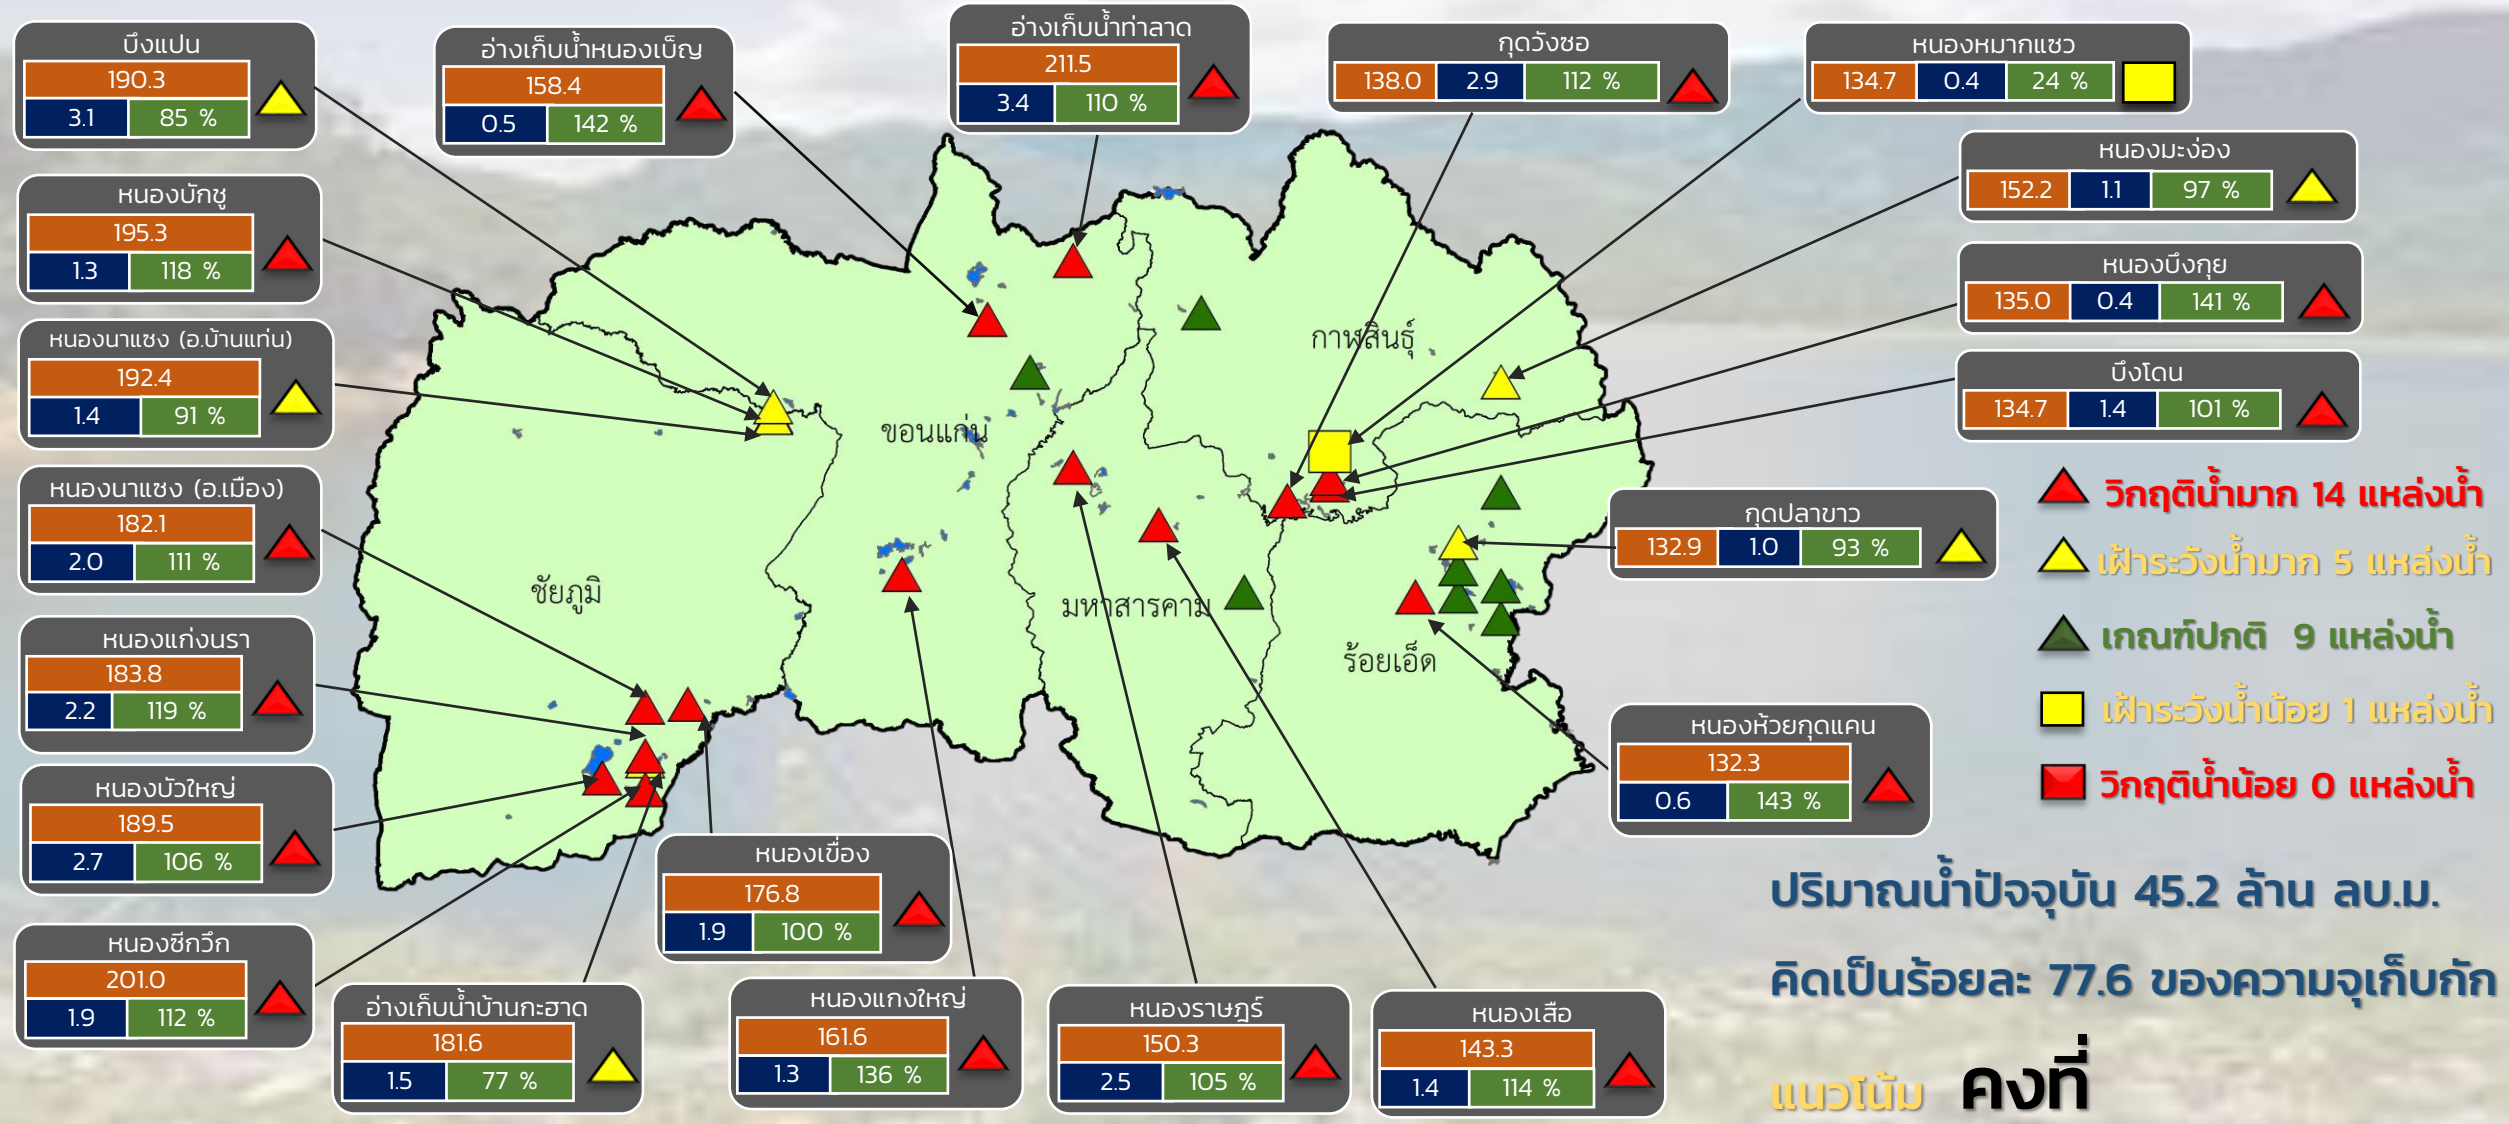 บึงแปน
190.3
3.1 85 %
อ่างเก็บน้ำหนองเบ็ญ
158.4
0.5 142 %
อ่างเก็บน้ำท่าลาด
211.5
3.4 110 %
กุดวังซอ
138.0 2.9 112 %
หนองหมากแซว
134.7 0.4 24 %
หนองบักชู
195.3
1.3 118 %
หนองมะง่อง
152.2 1.1 97 %
หนองนาแซง (อ.บ้านแท่น)
192.4
1.4 91 %
หนองบึงกุย
135.0 0.4 141 %
บึงโดน
134.7 1.4 101 %
หนองนาแซง (อ.เมือง)
182.1
2.0 111 %
กุดปลาขาว
132.9 1.0 93 %
หนองแก่งนรา
183.8
2.2 119 %
หนองห้วยกุดแคน
132.3
0.6 143 %
หนองบัวใหญ่
189.5
2.7 106 %
หนองเขื่อง
176.8
1.9 100 %
หนองซีกวึก
201.0
1.9 112 %
อ่างเก็บน้ำบ้านกะฮาด
181.6
1.5 77 %
หนองแกงใหญ่
161.6
1.3 136 %
หนองราษฎร์
150.3
2.5 105 %
หนองเสือ
143.3
1.4 114 %
กาฬสินธุ์
ขอนแก่น
ชัยภูมิ
มหาสารคาม
ร้อยเอ็ด
วิกฤติน้ำมาก 14 แหล่งน้ำ
เฝ้าระวังน้ำมาก 5 แหล่งน้ำ
เกณฑ์ปกติ 9 แหล่งน้ำ
เฝ้าระวังน้ำน้อย 1 แหล่งน้ำ
วิกฤติน้ำน้อย 0 แหล่งน้ำ
ปริมาณน้ำปัจจุบัน 45.2 ล้าน ลบ.ม.
คิดเป็นร้อยละ 77.6 ของความจุเก็บกัก
แนวโน้ม คงที่